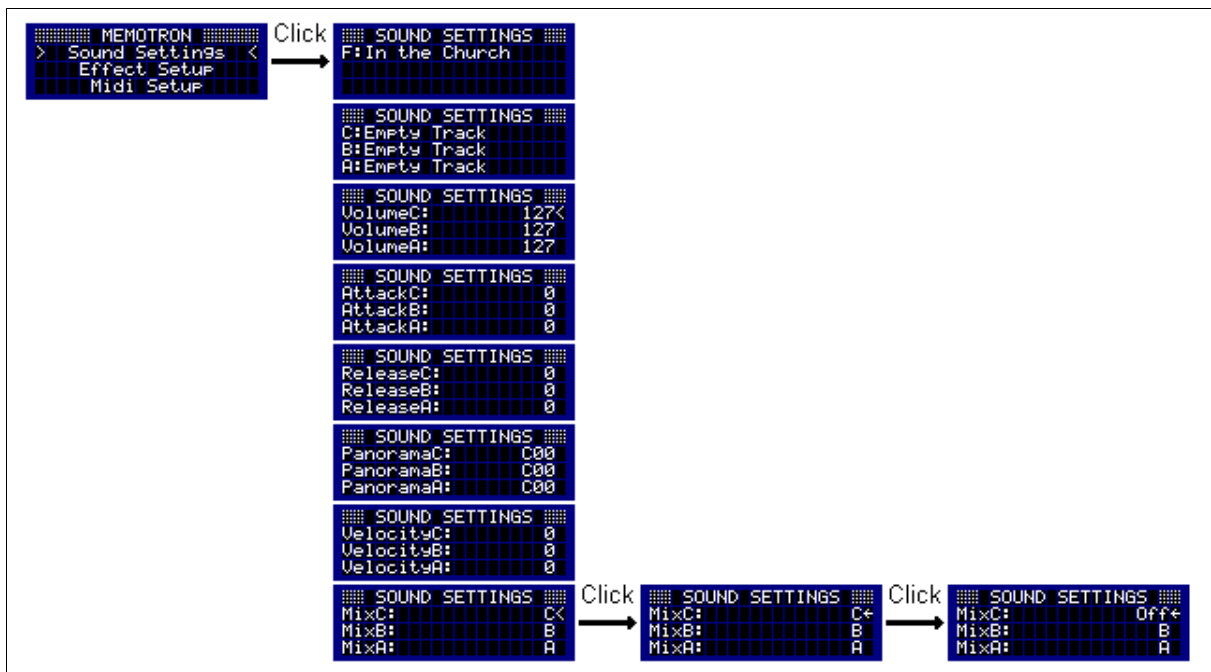 MEMOTRON
> Sound Settings <
Effect Setup
Midi Setup
Click
SOUND SETTINGS
F:In the Church
SOUND SETTINGS
C:Empty Track
B:Empty Track
A:Empty Track
SOUND SETTINGS
VolumeC: 127<
VolumeB: 127
VolumeA: 127
SOUND SETTINGS
AttackC: 0
AttackB: 0
AttackA: 0
SOUND SETTINGS
ReleaseC: 0
ReleaseB: 0
ReleaseA: 0
SOUND SETTINGS
PanoramaC: C00
PanoramaB: C00
PanoramaA: C00
SOUND SETTINGS
VelocityC: 0
VelocityB: 0
VelocityA: 0
SOUND SETTINGS
MixC: C<
MixB: B
MixA: A
Click
SOUND SETTINGS
MixC: C←
MixB: B
MixA: A
Click
SOUND SETTINGS
MixC: Off←
MixB: B
MixA: A